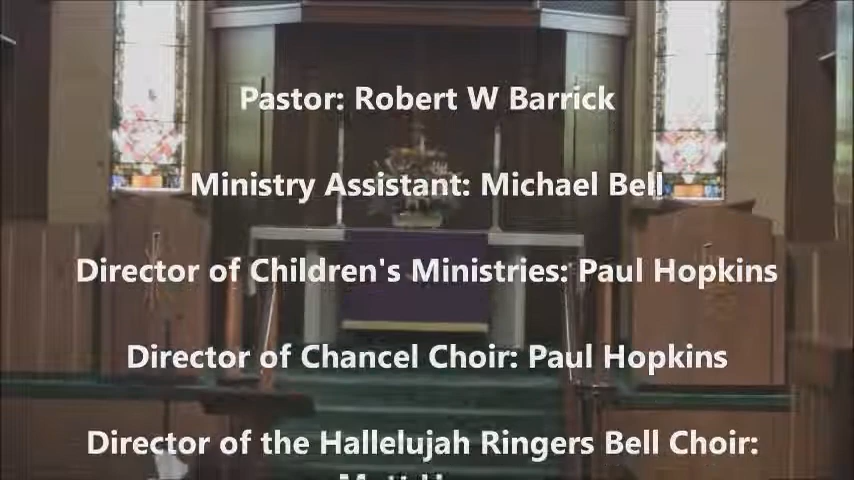 Pastor: Robert W Barrick
Ministry Assistant: Michael Bell
Director of Children's Ministries: Paul Hopkins
Director of Chancel Choir: Paul Hopkins
Director of the Hallelujah Ringers Bell Choir: